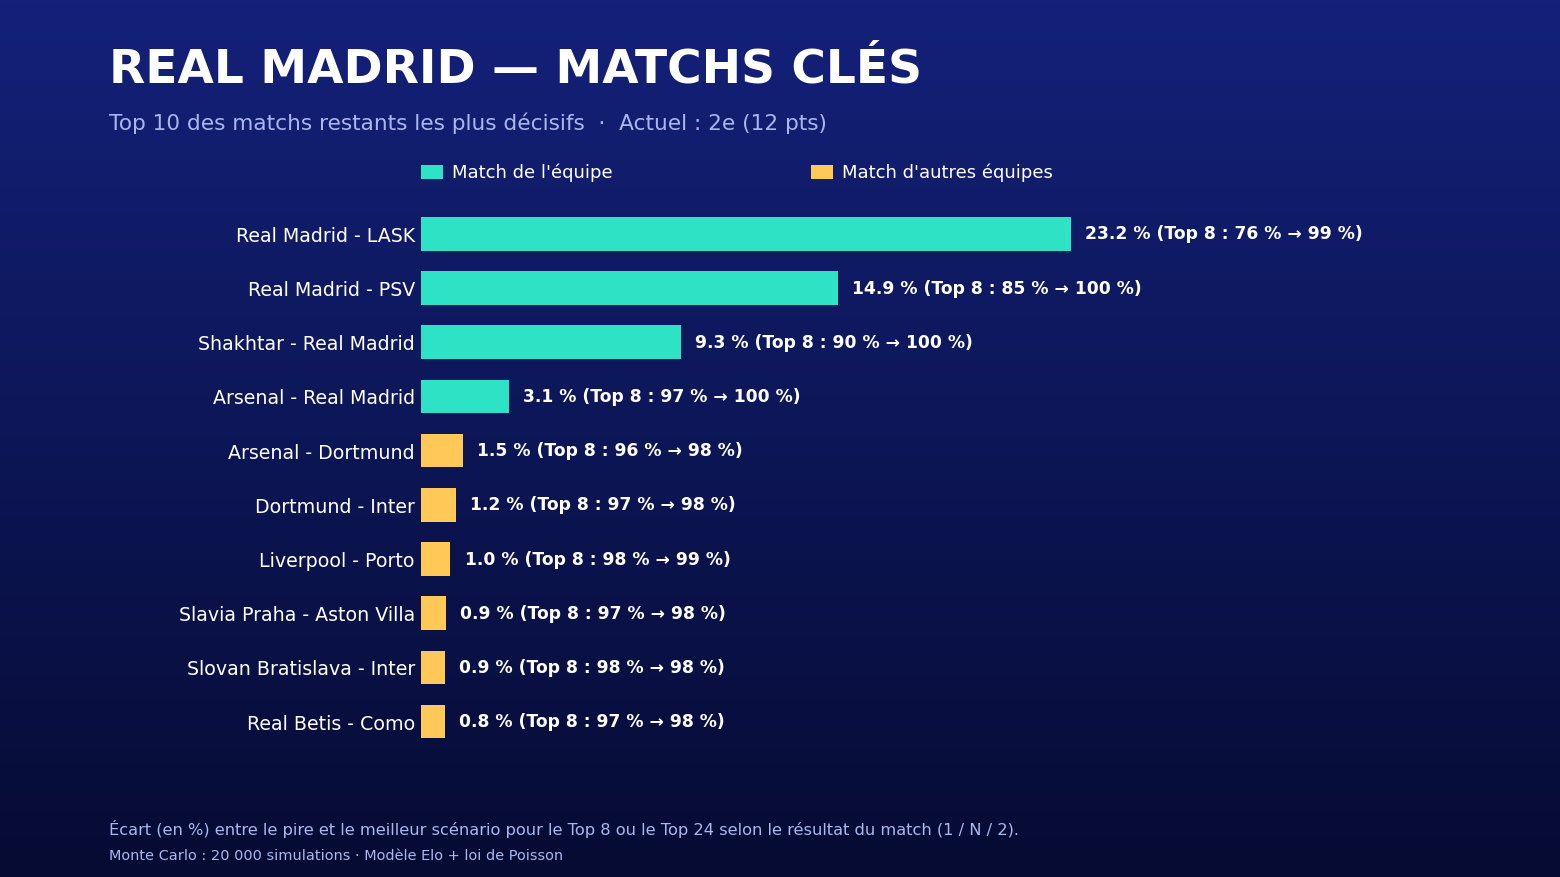 REAL MADRID — MATCHS CLÉS
Top 10 des matchs restants les plus décisifs · Actuel : 2e (12 pts)
Match de l'équipe
Match d'autres équipes
Real Madrid - LASK 23.2 % (Top 8 : 76 % → 99 %)
Real Madrid - PSV 14.9 % (Top 8 : 85 % → 100 %)
Shakhtar - Real Madrid 9.3 % (Top 8 : 90 % → 100 %)
Arsenal - Real Madrid 3.1 % (Top 8 : 97 % → 100 %)
Arsenal - Dortmund 1.5 % (Top 8 : 96 % → 98 %)
Dortmund - Inter 1.2 % (Top 8 : 97 % → 98 %)
Liverpool - Porto 1.0 % (Top 8 : 98 % → 99 %)
Slavia Praha - Aston Villa 0.9 % (Top 8 : 97 % → 98 %)
Slovan Bratislava - Inter 0.9 % (Top 8 : 98 % → 98 %)
Real Betis - Como 0.8 % (Top 8 : 97 % → 98 %)
Écart (en %) entre le pire et le meilleur scénario pour le Top 8 ou le Top 24 selon le résultat du match (1 / N / 2).
Monte Carlo : 20 000 simulations · Modèle Elo + loi de Poisson